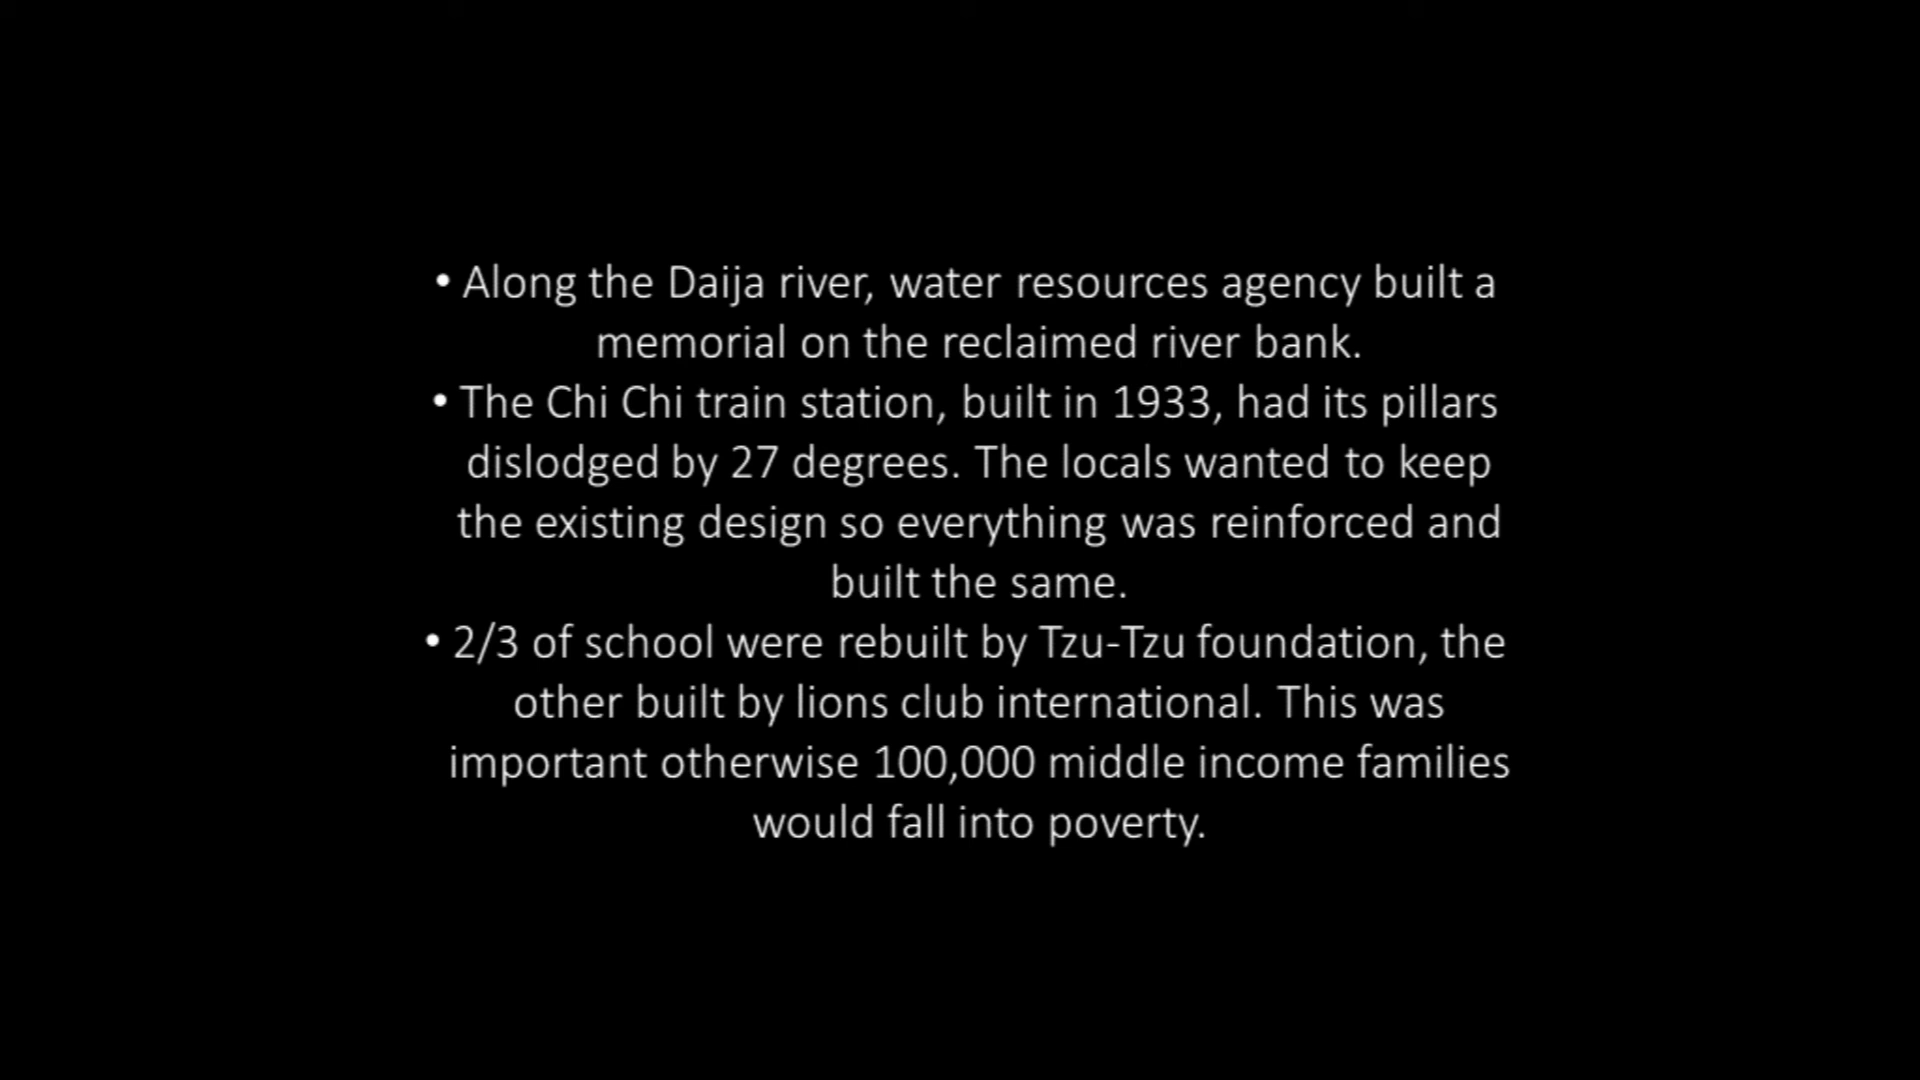 • Along the Daija river, water resources agency built a
memorial on the reclaimed river bank.
• The Chi Chi train station, built in 1933, had its pillars
dislodged by 27 degrees. The locals wanted to keep
the existing design so everything was reinforced and
built the same.
• 2/3 of school were rebuilt by Tzu-Tzu foundation, the
other built by lions club international. This was
important otherwise 100,000 middle income families
would fall into poverty.